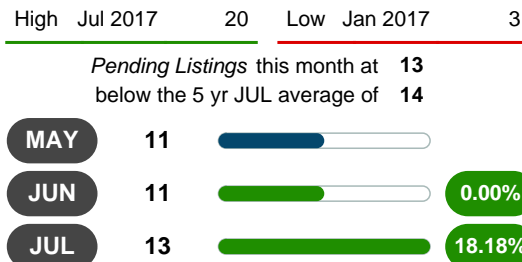 High Jul 2017 20 Low Jan 2017 3
Pending Listings this month at 13
below the 5 yr JUL average of 14
MAY 11
JUN 11 0.00%
JUL 13 18.18%